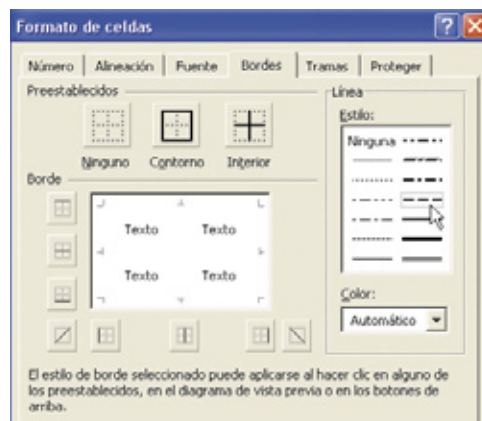 Formato de celdas
Número Alineación Fuente Bordes Tramas Proteger
Preestablecidos
Línea
Estilo:
Ninguna
Ninguno Contorno Interior
Borde
Texto Texto
Texto Texto
Color:
Automático
El estilo de borde seleccionado puede aplicarse al hacer clic en alguno de
los preestablecidos, en el diagrama de vista previa o en los botones de
arriba.